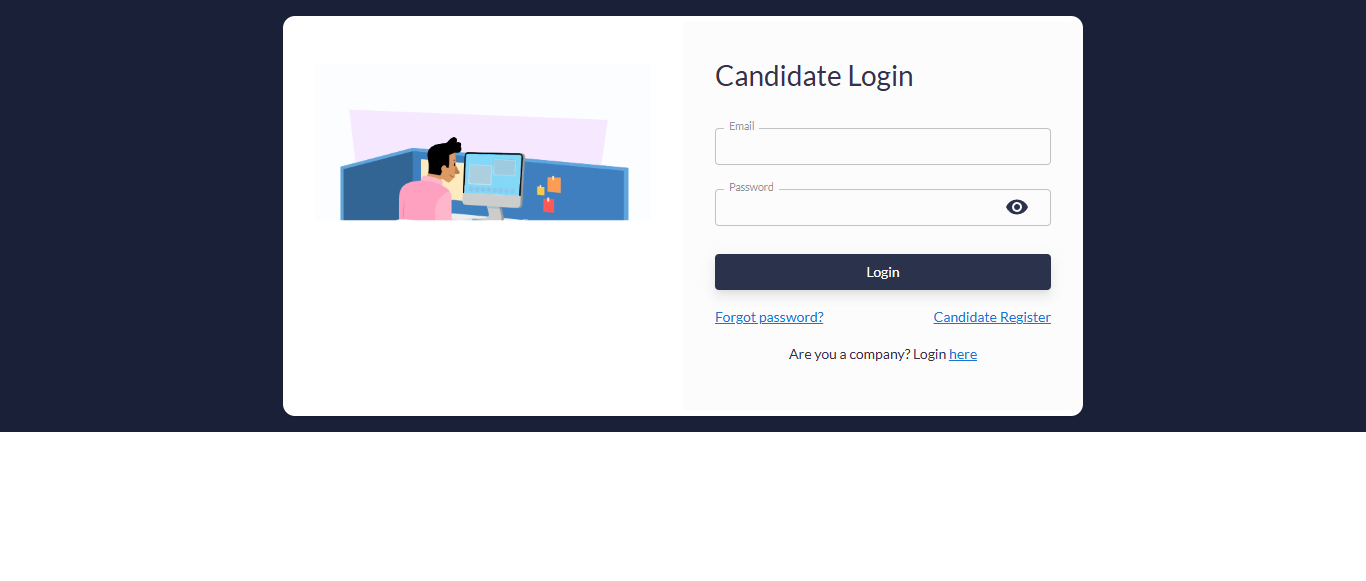 Candidate Login
Email
Password
Login
Forgot password? Candidate Register
Are you a company? Login here